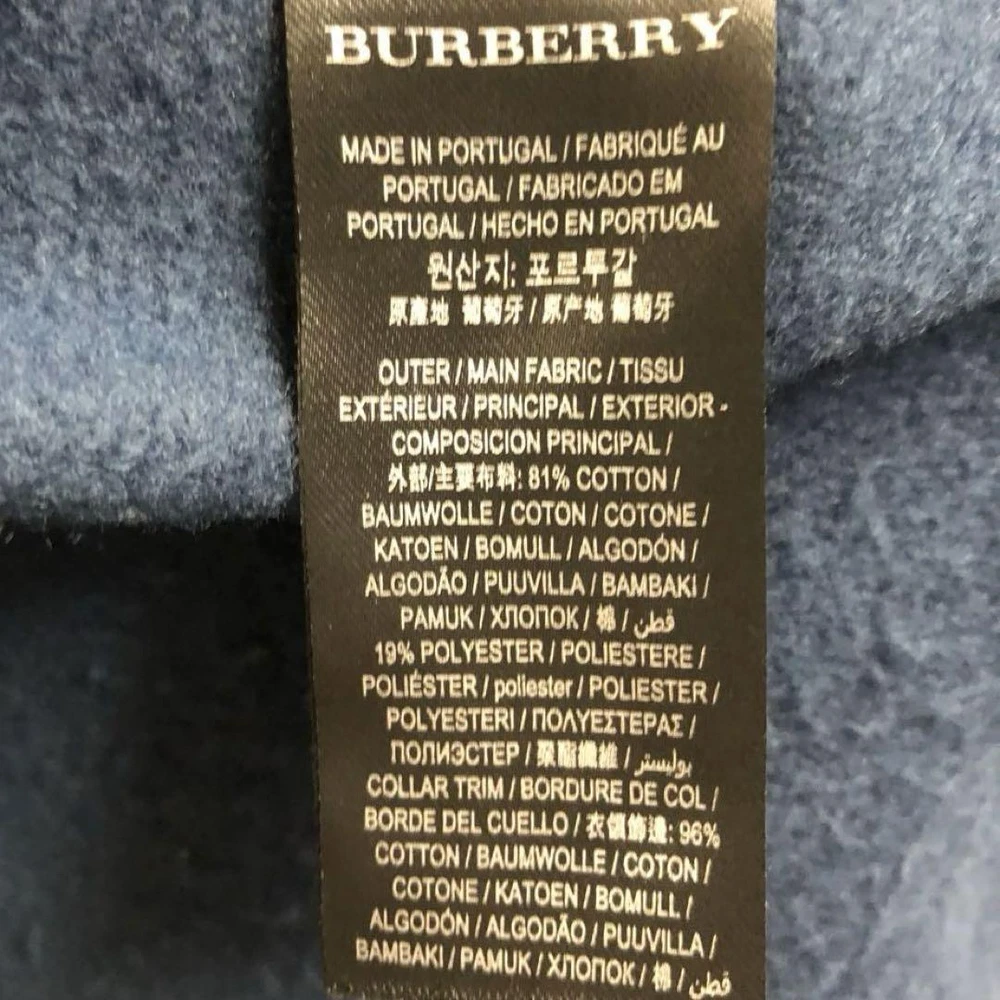 BURBERRY
MADE IN PORTUGAL / FABRIQUÉ AU
PORTUGAL / FABRICADO EM
PORTUGAL / HECHO EN PORTUGAL
원산지: 포르투갈
原產地 葡萄牙 / 原产地 葡萄牙
OUTER / MAIN FABRIC / TISSU
EXTÉRIEUR / PRINCIPAL / EXTERIOR -
COMPOSICION PRINCIPAL /
外部/主要布料: 81% COTTON /
BAUMWOLLE / COTON / COTONE /
KATOEN / BOMULL / ALGODÓN /
ALGODÃO / PUUVILLA / BAMBAKI /
PAMUK / ХЛОПОК / 棉 / قطن
19% POLYESTER / POLIESTERE /
POLIÉSTER / poliester / POLIESTER /
POLYESTERI / ΠΟΛΥΕΣΤΕΡΑΣ /
ПОЛИЭСТЕР / 聚酯纖維 / بوليستر
COLLAR TRIM / BORDURE DE COL /
BORDE DEL CUELLO / 衣領飾邊: 96%
COTTON / BAUMWOLLE / COTON /
COTONE / KATOEN / BOMULL /
ALGODÓN / ALGODÃO / PUUVILLA /
BAMBAKI / PAMUK / ХЛОПОК / 棉 / قطن